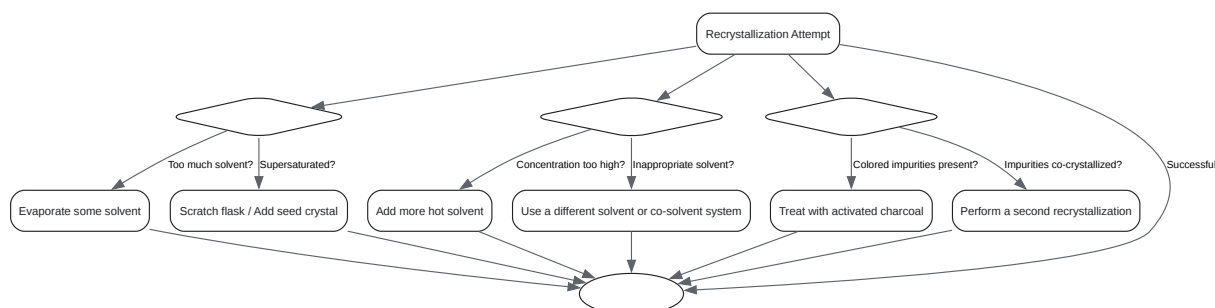 Recrystallization Attempt
Too much solvent?
Supersaturated?
Concentration too high?
Inappropriate solvent?
Colored impurities present?
Impurities co-crystallized?
Successful
Evaporate some solvent
Scratch flask / Add seed crystal
Add more hot solvent
Use a different solvent or co-solvent system
Treat with activated charcoal
Perform a second recrystallization